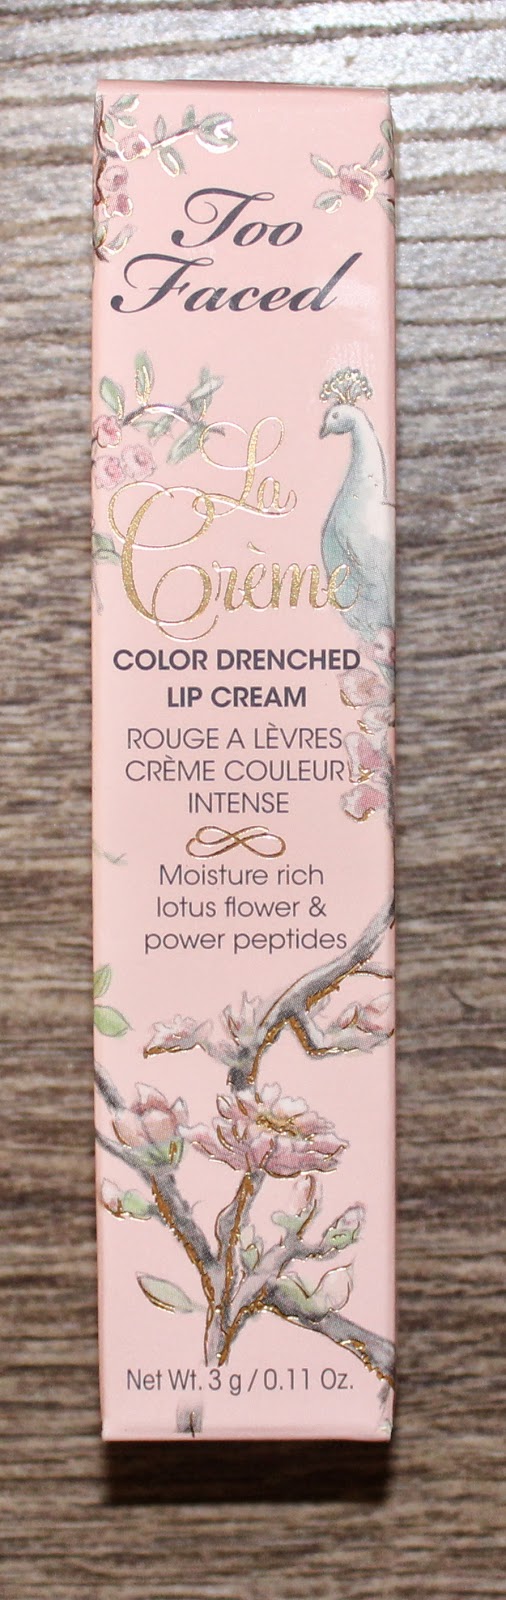 Too
Faced
La
Crème
COLOR DRENCHED
LIP CREAM
ROUGE A LÈVRES
CRÈME COULEUR
INTENSE
Moisture rich
lotus flower &
power peptides
Net Wt. 3 g / 0.11 Oz.